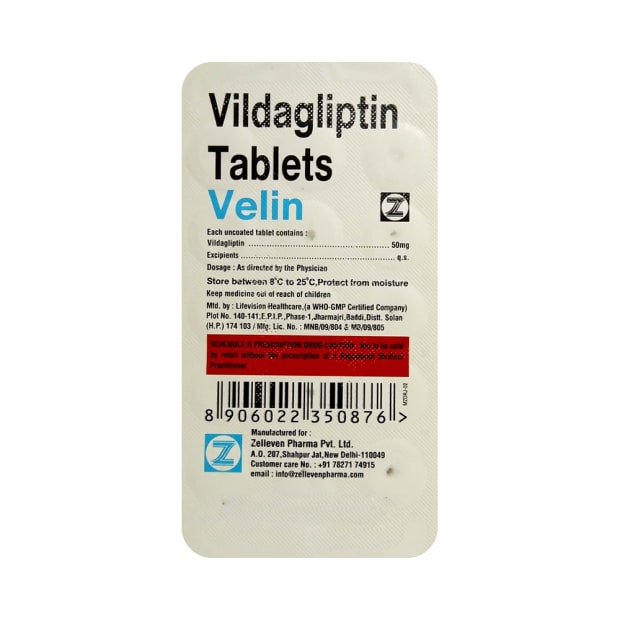 Vildagliptin
Tablets
Velin
Each uncoated tablet contains :
Vildagliptin ........................................ 50mg
Excipients ........................................ q.s.
Dosage : As directed by the Physician
Store between 8°C to 25°C,Protect from moisture
Keep medicine out of reach of children
Mfd. by : Lifevision Healthcare,(a WHO-GMP Certified Company)
Plot No. 140-141,E.P.I.P.,Phase-1,Jharmajri,Baddi,Distt. Solan
(H.P.) 174 103 / Mfg. Lic. No. : MNB/09/804 & MB/09/805
SCHEDULE H PRESCRIPTION DRUG-CAUTION : Not to be sold
by retail without the prescription of a Registered Medical
Practitioner
8 906022 350876 >
Manufactured for :
Zelleven Pharma Pvt. Ltd.
A.O. 207,Shahpur Jat,New Delhi-110049
Customer care No. : +91 78271 74915
email : info@zellevenpharma.com